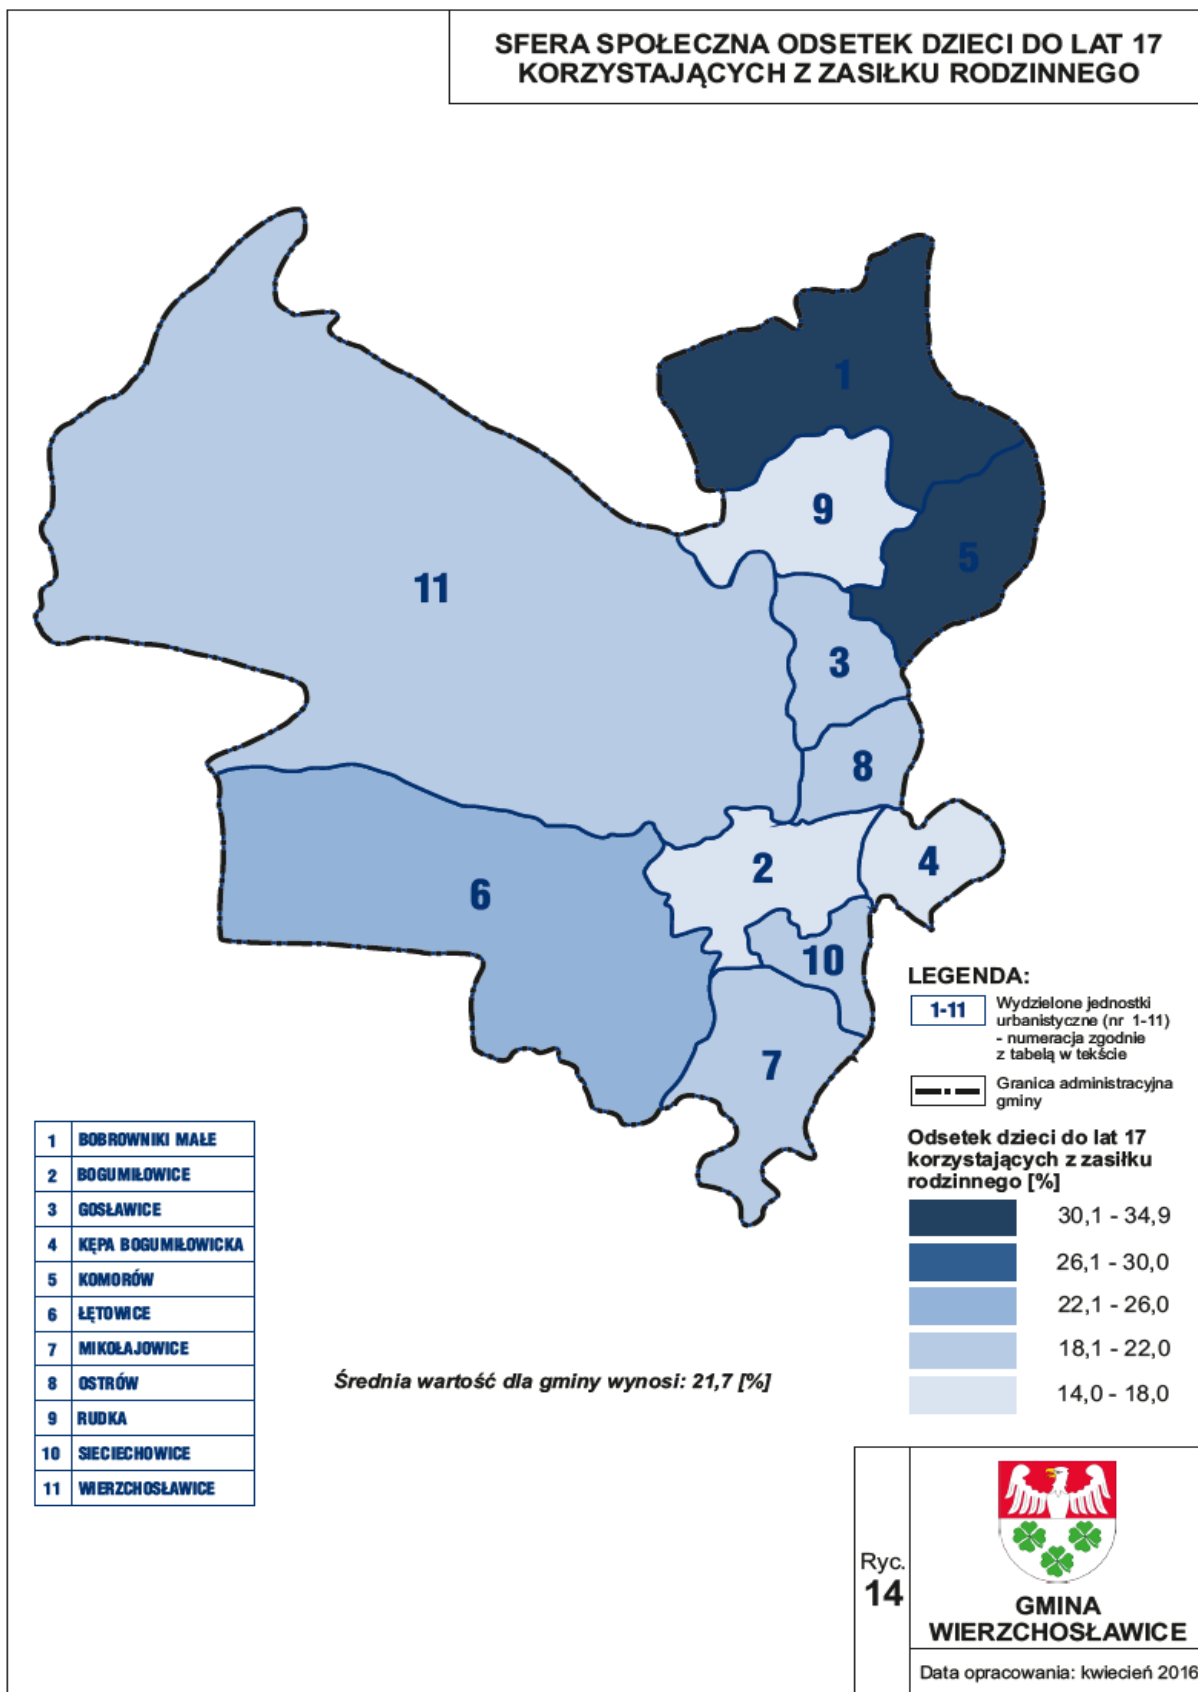 SFERA SPOŁECZNA ODSETEK DZIECI DO LAT 17
KORZYSTAJĄCYCH Z ZASIŁKU RODZINNEGO
1
9
5
11
3
8
2
4
6
10
7
LEGENDA:
1-11
Wydzielone jednostki
urbanistyczne (nr 1-11)
- numeracja zgodnie
z tabelą w tekście
Granica administracyjna
gminy
Odsetek dzieci do lat 17
korzystających z zasiłku
rodzinnego [%]
30,1 - 34,9
26,1 - 30,0
22,1 - 26,0
18,1 - 22,0
14,0 - 18,0
1 BOBROWNIKI MAŁE
2 BOGUMIŁOWICE
3 GOSŁAWICE
4 KĘPA BOGUMIŁOWICKA
5 KOMORÓW
6 ŁĘTOWICE
7 MIKOŁAJOWICE
8 OSTRÓW
9 RUDKA
10 SIECIECHOWICE
11 WIERZCHOSŁAWICE
Średnia wartość dla gminy wynosi: 21,7 [%]
Ryc.
14
GMINA
WIERZCHOSŁAWICE
Data opracowania: kwiecień 2016